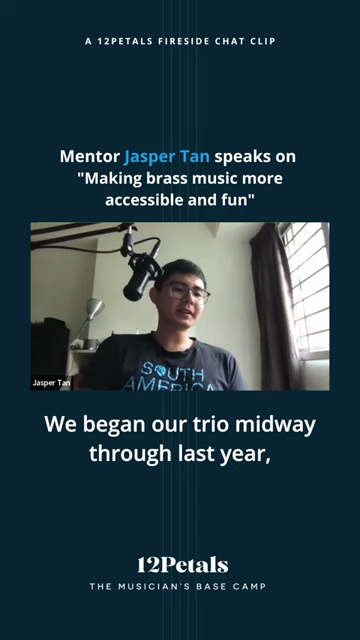 A 12PETALS FIRESIDE CHAT CLIP
Mentor Jasper Tan speaks on
"Making brass music more
accessible and fun"
SOUTH
AMERICA
Jasper Tan
We began our trio midway
through last year,
12Petals
THE MUSICIAN'S BASE CAMP